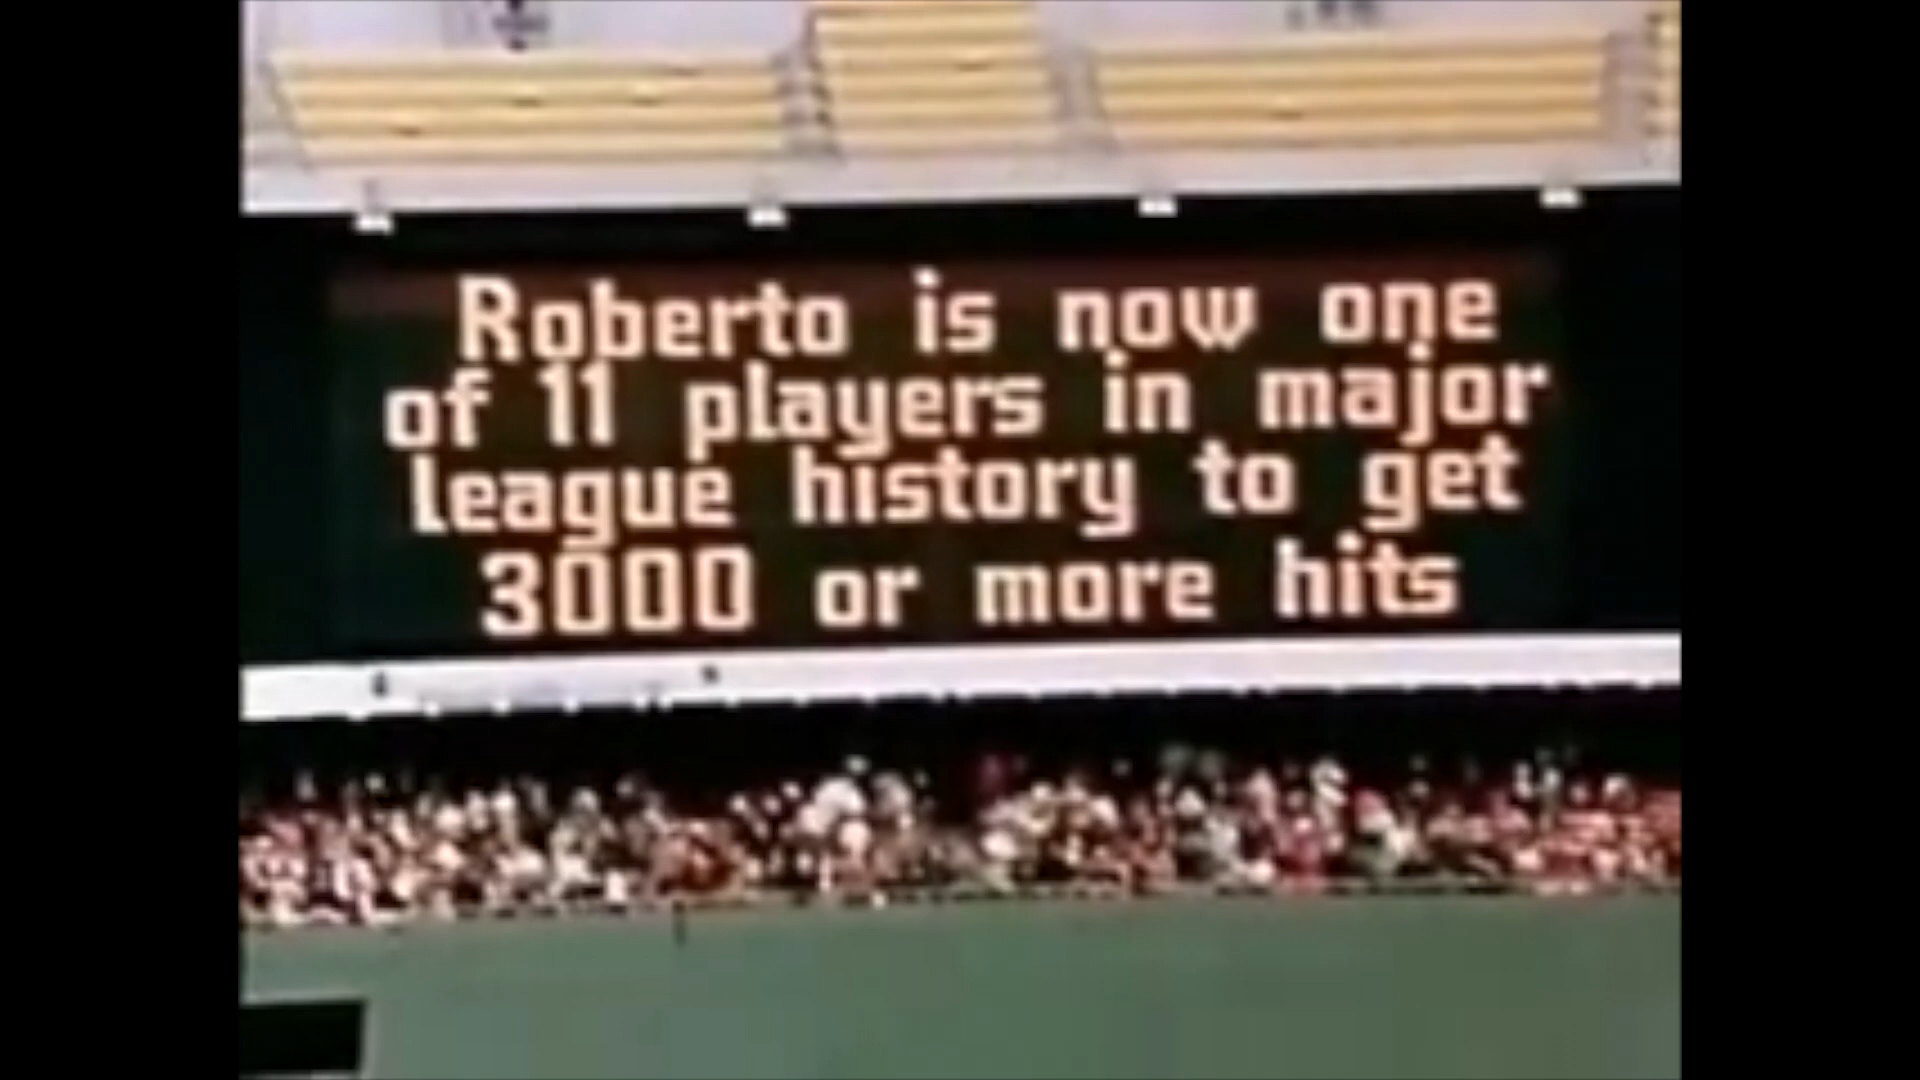 Roberto is now one
of 11 players in major
league history to get
3000 or more hits